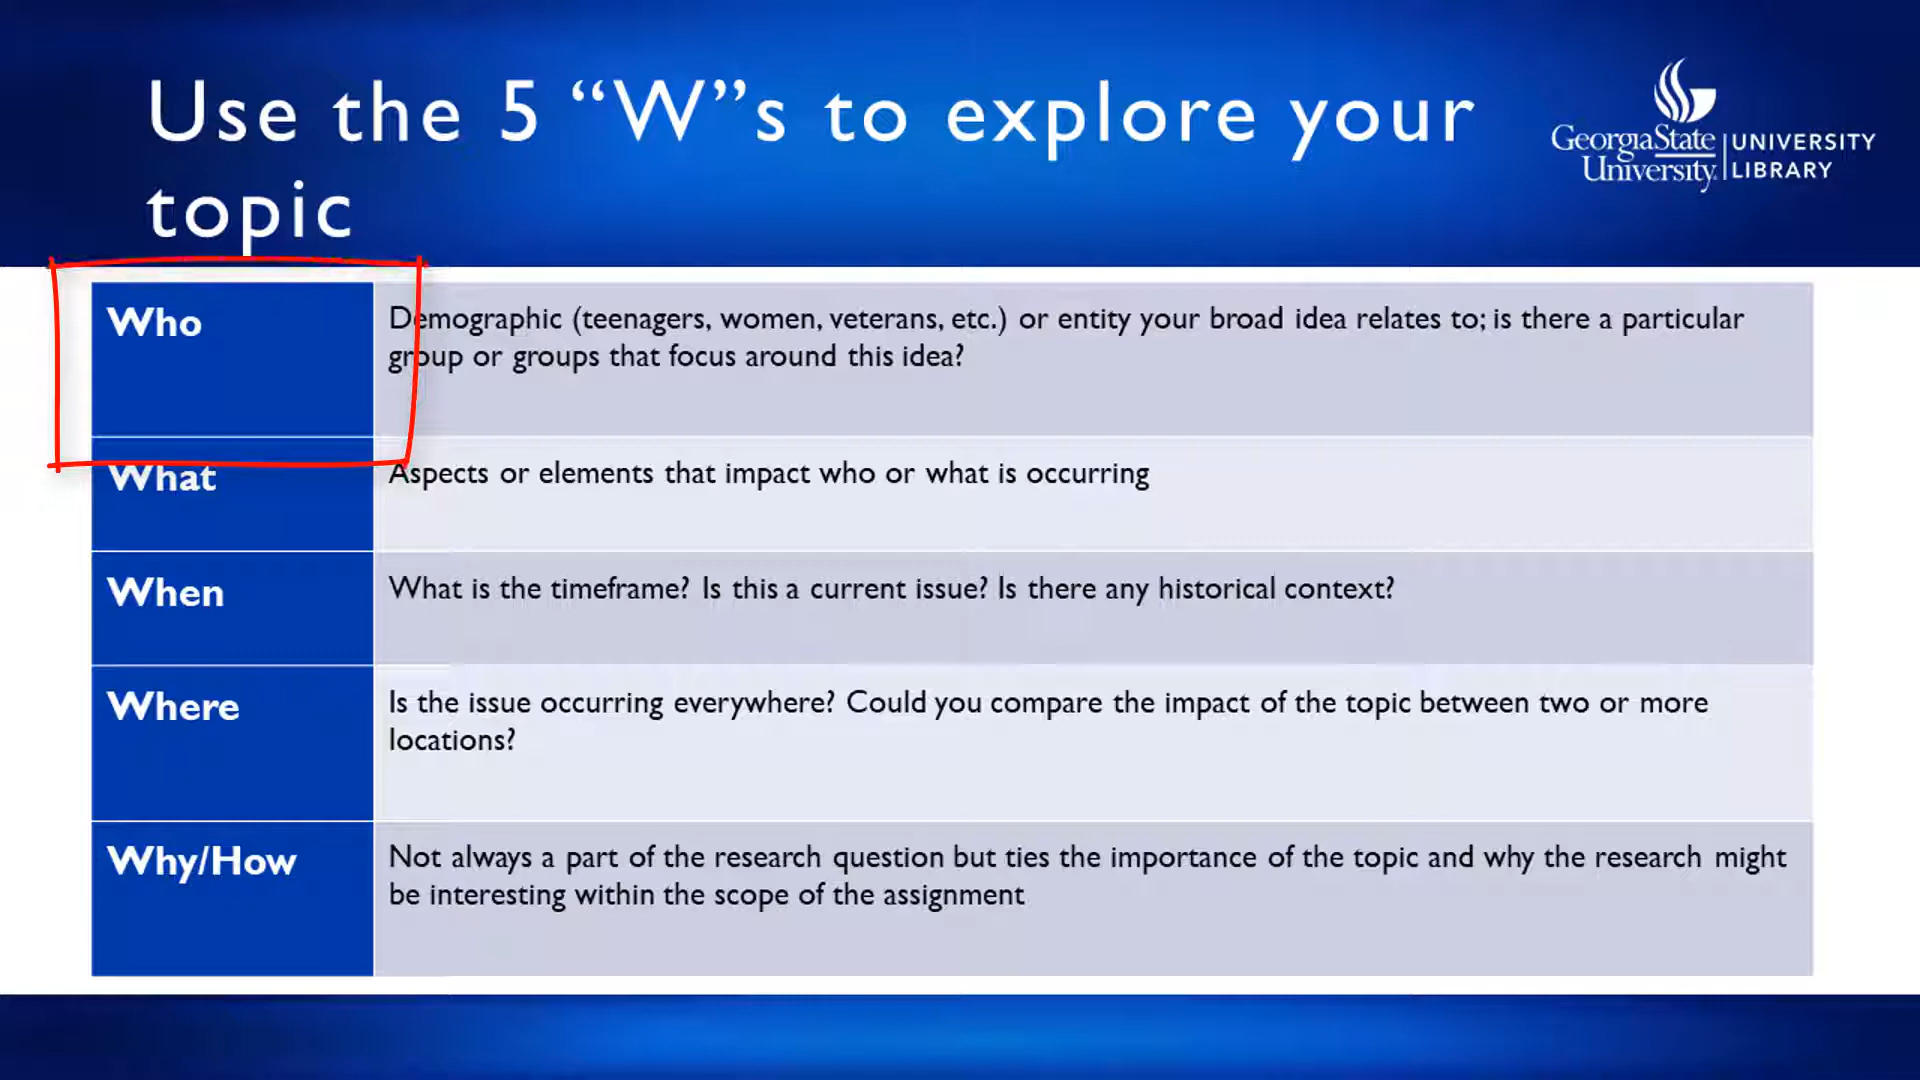 Use the 5 “W”s to explore your
topic
GeorgiaState
University
UNIVERSITY
LIBRARY
Who
Demographic (teenagers, women, veterans, etc.) or entity your broad idea relates to; is there a particular
group or groups that focus around this idea?
What
Aspects or elements that impact who or what is occurring
When
What is the timeframe? Is this a current issue? Is there any historical context?
Where
Is the issue occurring everywhere? Could you compare the impact of the topic between two or more
locations?
Why/How
Not always a part of the research question but ties the importance of the topic and why the research might
be interesting within the scope of the assignment